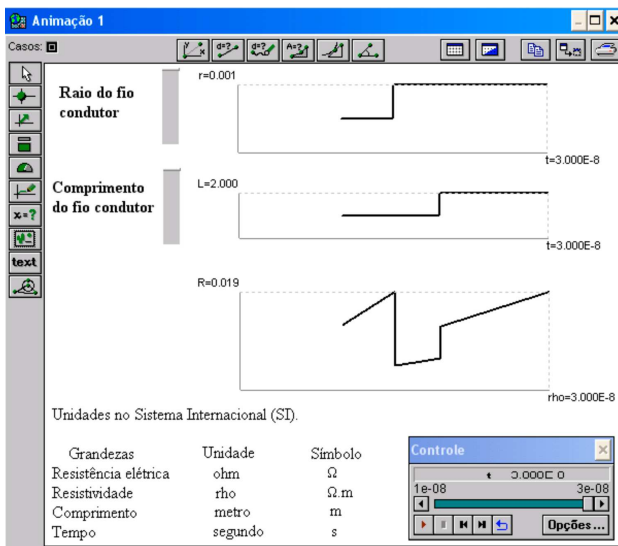 Animação 1
Casos:
Y x d=? d=? A=?
r=0.001
Raio do fio
condutor
t=3.000E-8
L=2.000
Comprimento
do fio condutor
t=3.000E-8
x=?
text
R=0.019
rho=3.000E-8
Unidades no Sistema Internacional (SI).
Grandezas Unidade Símbolo
Resistência elétrica ohm Ω
Resistividade rho Ω.m
Comprimento metro m
Tempo segundo s
Controle
t
1e-08 3e-08
Opções...